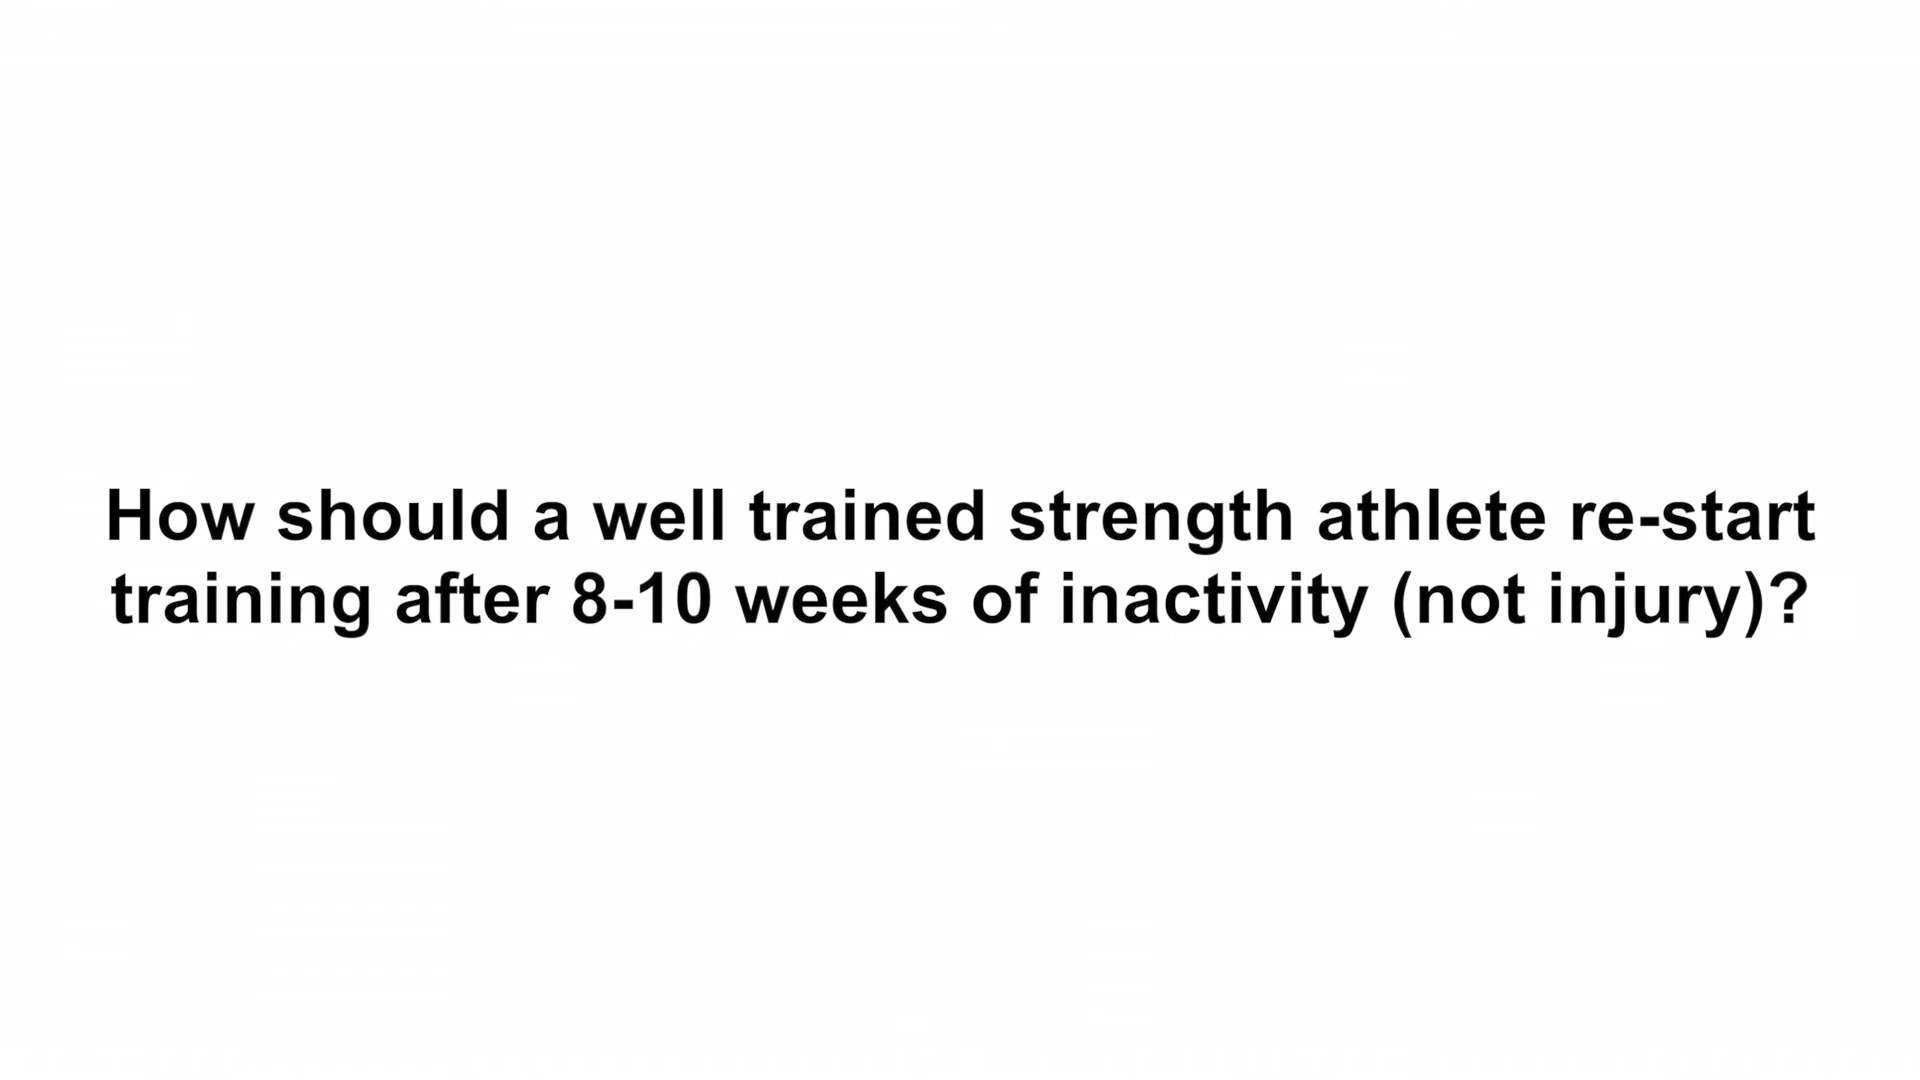 How should a well trained strength athlete re-start
training after 8-10 weeks of inactivity (not injury)?